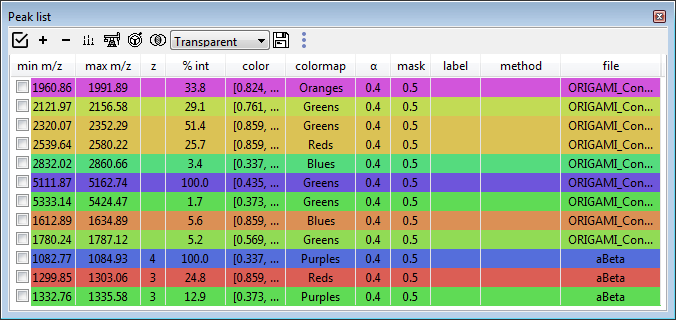 Peak list
Transparent
min m/z max m/z z % int color colormap α mask label method file
1960.86 1991.89 33.8 [0.824, ... Oranges 0.4 0.5 ORIGAMI_Con...
2121.97 2156.58 29.1 [0.761, ... Greens 0.4 0.5 ORIGAMI_Con...
2320.07 2352.29 51.4 [0.859, ... Greens 0.4 0.5 ORIGAMI_Con...
2539.64 2580.22 25.7 [0.859, ... Reds 0.4 0.5 ORIGAMI_Con...
2832.02 2860.66 3.4 [0.337, ... Blues 0.4 0.5 ORIGAMI_Con...
5111.87 5162.74 100.0 [0.435, ... Greens 0.4 0.5 ORIGAMI_Con...
5333.14 5424.47 1.7 [0.373, ... Greens 0.4 0.5 ORIGAMI_Con...
1612.89 1634.89 5.6 [0.859, ... Blues 0.4 0.5 ORIGAMI_Con...
1780.24 1787.12 5.2 [0.569, ... Greens 0.4 0.5 ORIGAMI_Con...
1082.77 1084.93 4 100.0 [0.337, ... Purples 0.4 0.5 aBeta
1299.85 1303.06 3 24.8 [0.859, ... Reds 0.4 0.5 aBeta
1332.76 1335.58 3 12.9 [0.373, ... Purples 0.4 0.5 aBeta